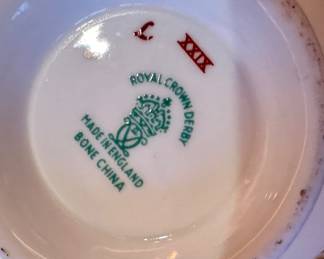 L XXIX
ROYAL CROWN DERBY
MADE IN ENGLAND
BONE CHINA